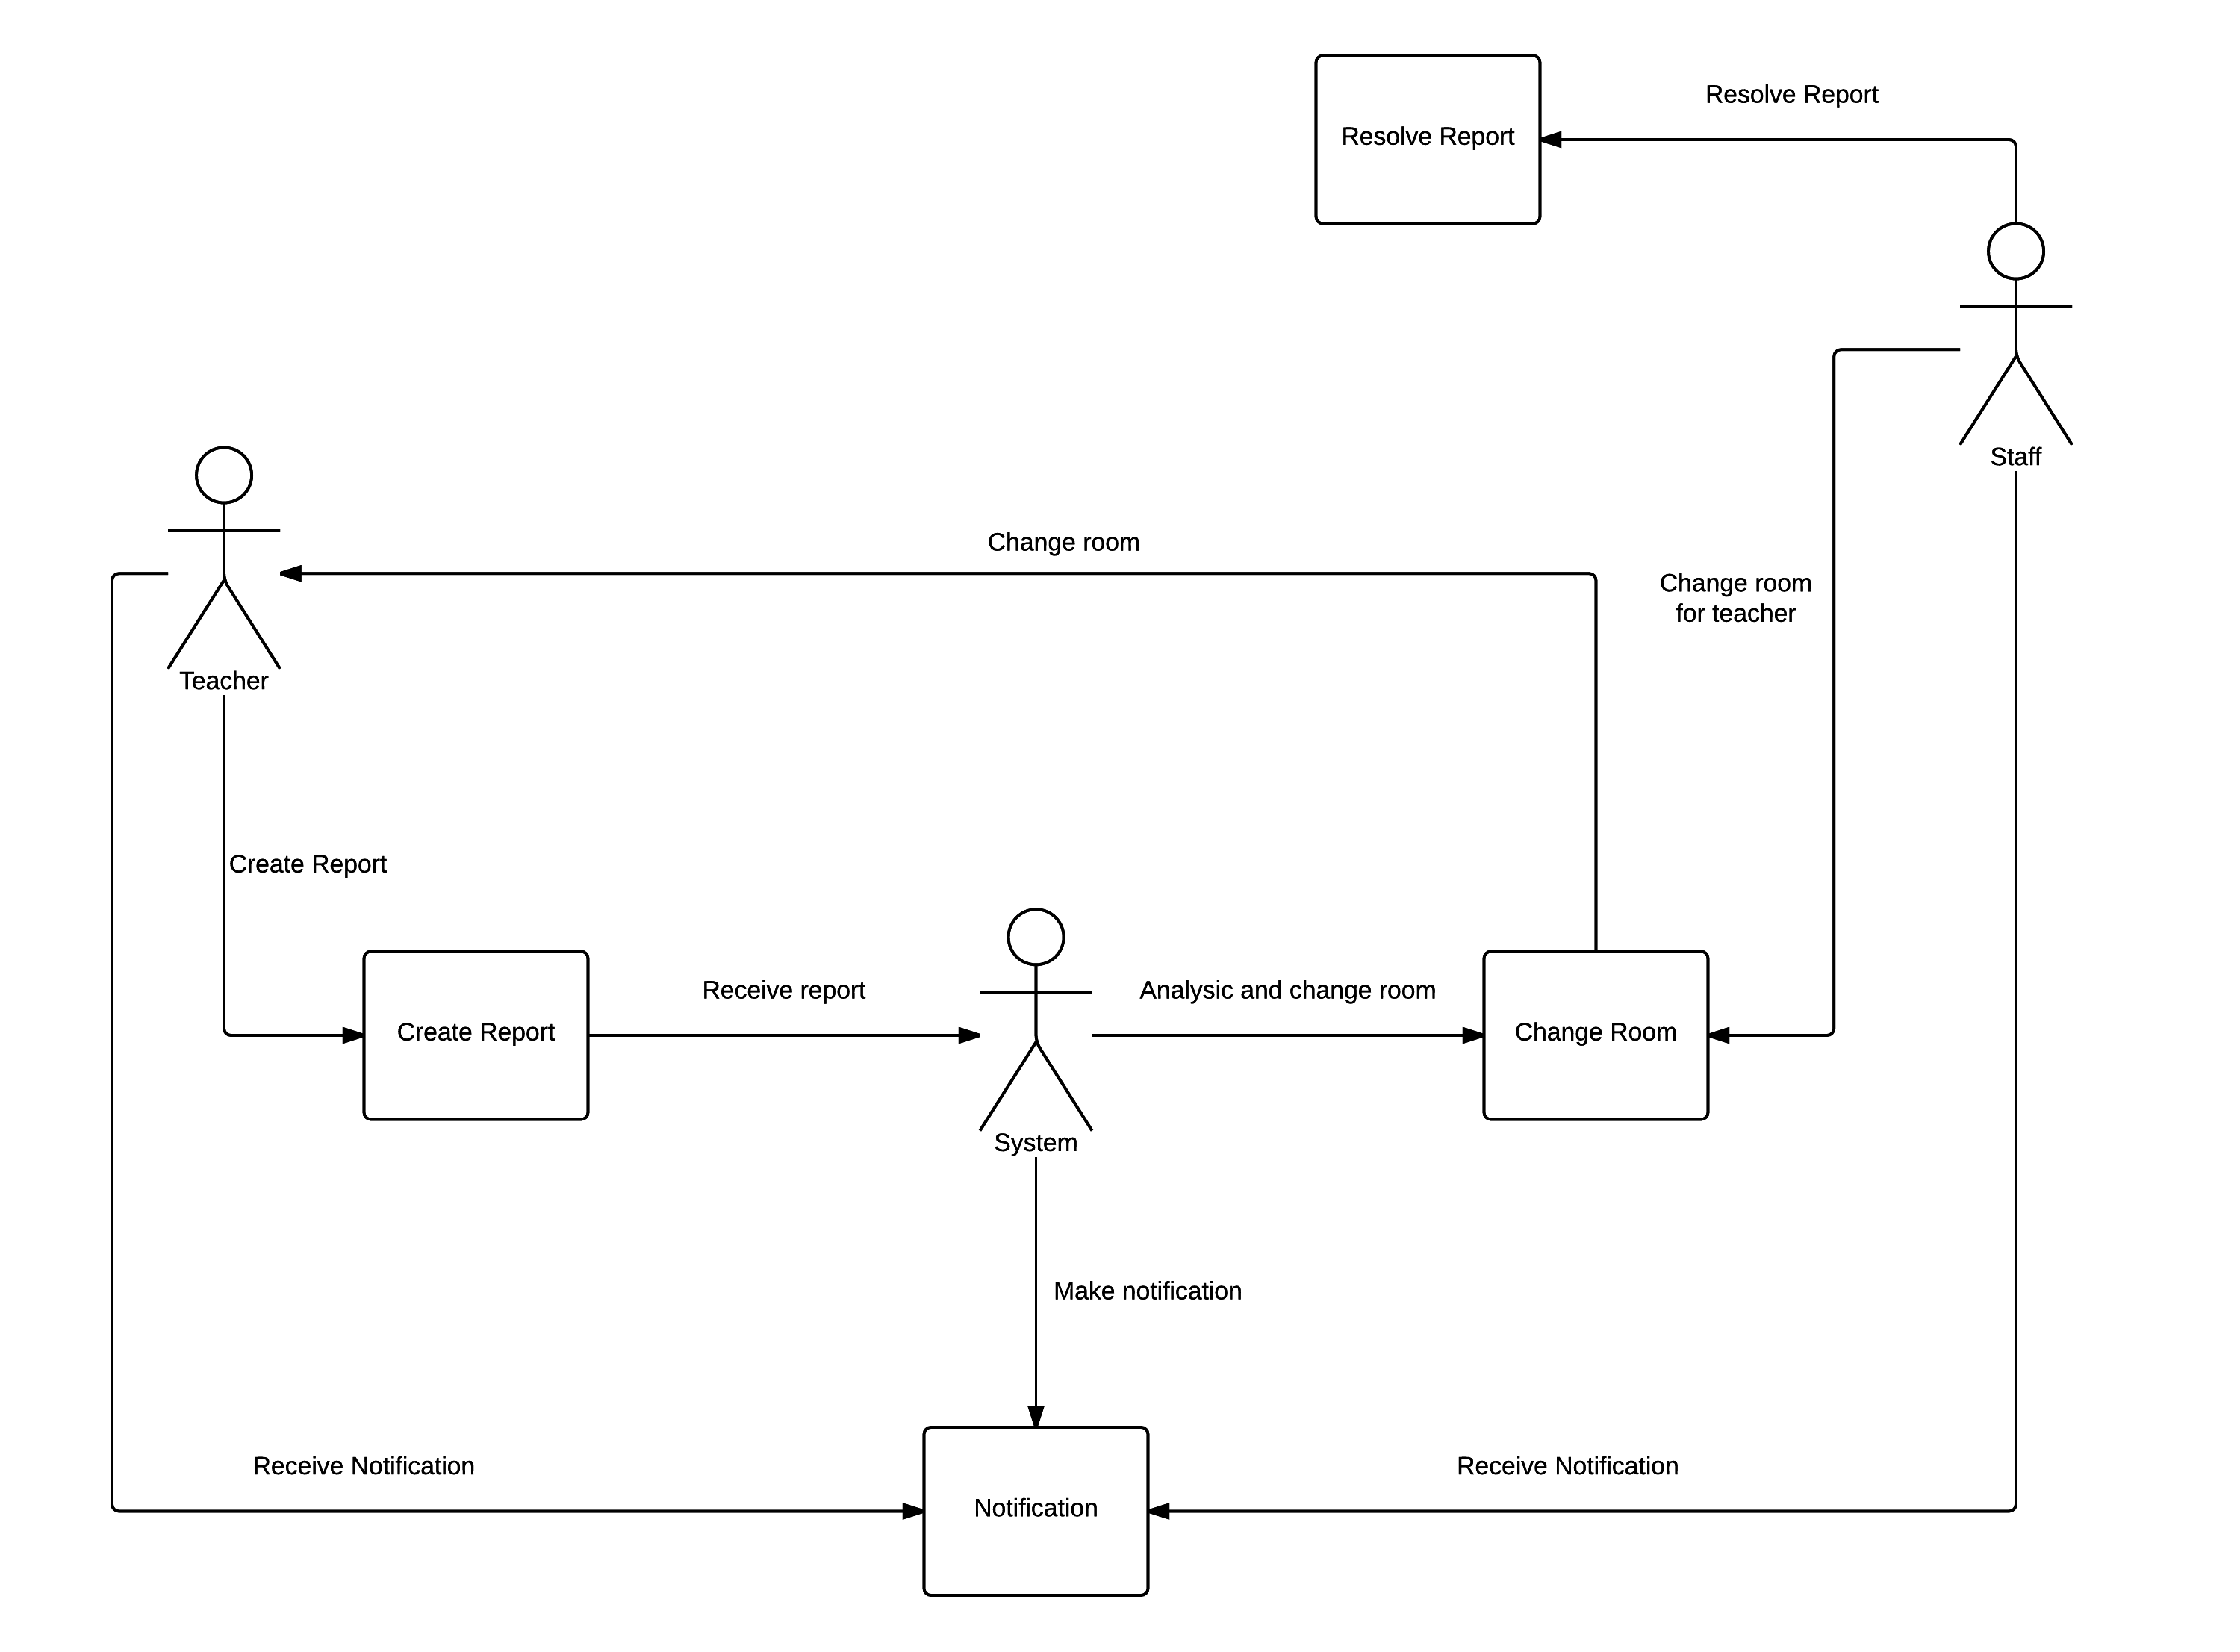 Resolve Report
Resolve Report
Staff
Change room
Change room
for teacher
Teacher
Create Report
Receive report
Analysic and change room
Create Report
Change Room
System
Make notification
Receive Notification
Receive Notification
Notification